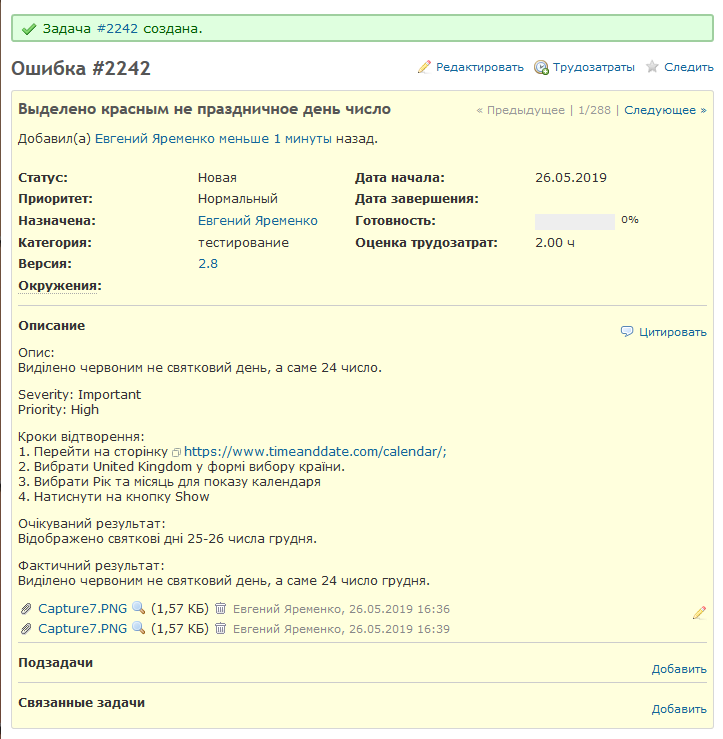 Задача #2242 создана.
Ошибка #2242
Редактировать Трудозатраты Следить
Выделено красным не праздничное день число
« Предыдущее | 1/288 | Следующее »
Добавил(а) Евгений Яременко меньше 1 минуты назад.
Статус: Новая Дата начала: 26.05.2019
Приоритет: Нормальный Дата завершения:
Назначена: Евгений Яременко Готовность: 0%
Категория: тестирование Оценка трудозатрат: 2.00 ч
Версия: 2.8
Окружения:
Описание
Цитировать
Опис:
Виділено червоним не святковий день, а саме 24 число.
Severity: Important
Priority: High
Кроки відтворення:
1. Перейти на сторінку https://www.timeanddate.com/calendar/;
2. Вибрати United Kingdom у формі вибору країни.
3. Вибрати Рік та місяць для показу календаря
4. Натиснути на кнопку Show
Очікуваний результат:
Відображено святкові дні 25-26 числа грудня.
Фактичний результат:
Виділено червоним не святковий день, а саме 24 число грудня.
Capture7.PNG (1,57 КБ) Евгений Яременко, 26.05.2019 16:36
Capture7.PNG (1,57 КБ) Евгений Яременко, 26.05.2019 16:39
Подзадачи
Добавить
Связанные задачи
Добавить